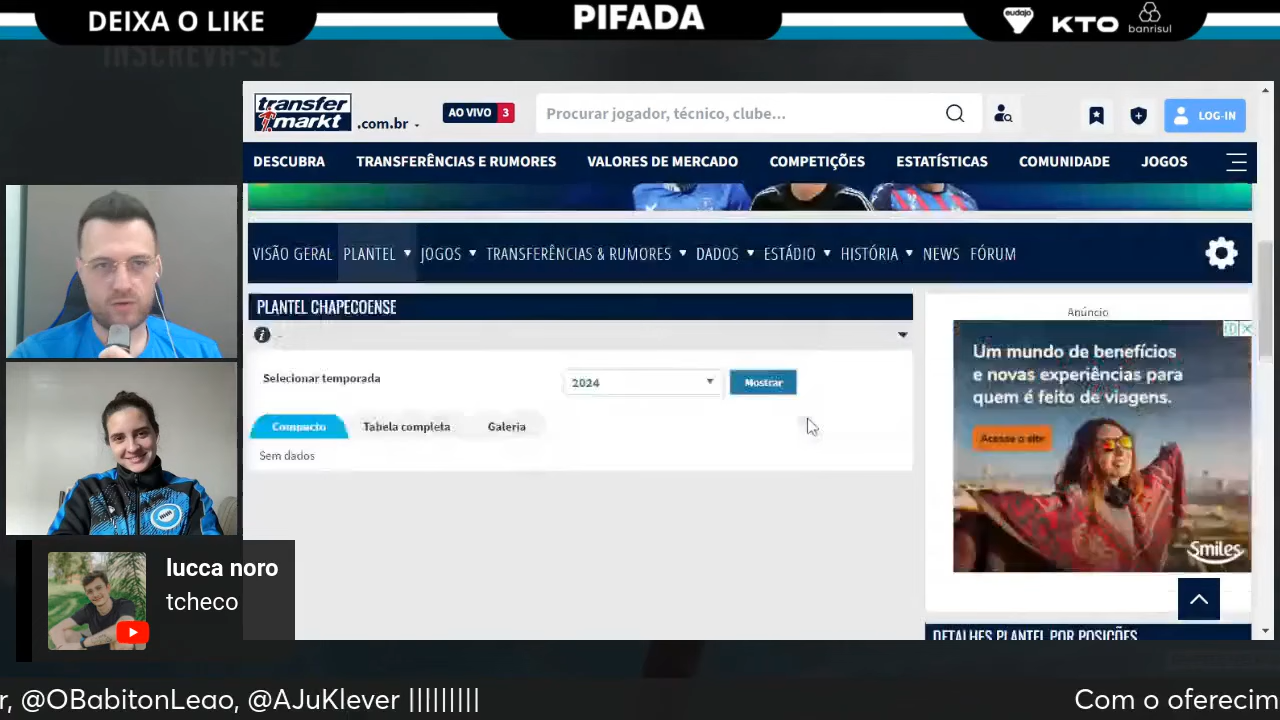 DEIXA O LIKE
PIFADA
eudajo
KTO
banrisul
INSCREVA-SE
transfer
markt
.com.br
AO VIVO 3
Procurar jogador, técnico, clube...
LOG-IN
DESCUBRA TRANSFERÊNCIAS E RUMORES VALORES DE MERCADO COMPETIÇÕES ESTATÍSTICAS COMUNIDADE JOGOS
VISÃO GERAL PLANTEL JOGOS TRANSFERÊNCIAS & RUMORES DADOS ESTÁDIO HISTÓRIA NEWS FÓRUM
PLANTEL CHAPECOENSE
Selecionar temporada
2024
Mostrar
Compacto Tabela completa Galeria
Sem dados
Anúncio
Um mundo de benefícios
e novas experiências para
quem é feito de viagens.
Acesse o site
Smiles
DETALHES PLANTEL POR POSIÇÕES
lucca noro
tcheco
r, @OBabitonLeao, @AJuKlever |||||||||
Com o oferecim